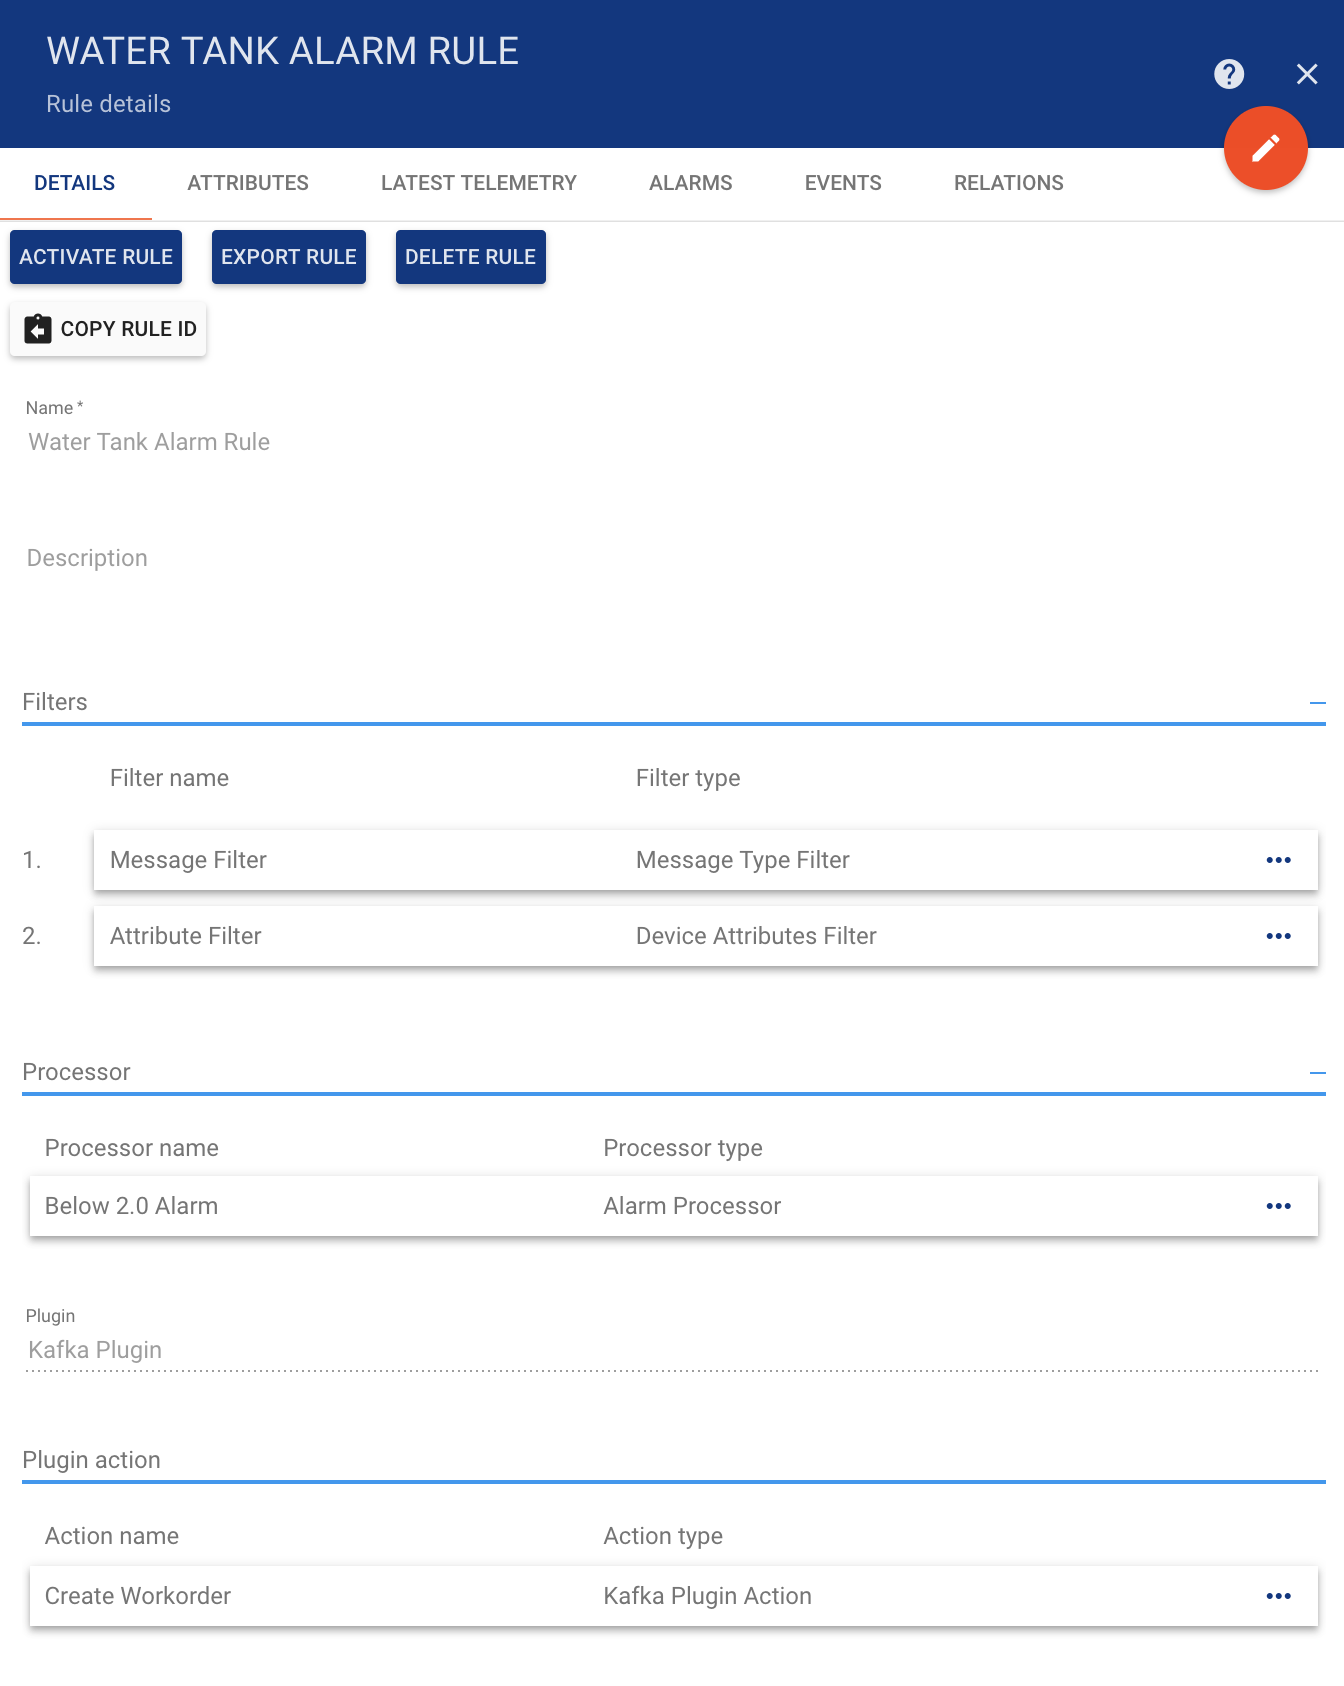 WATER TANK ALARM RULE
Rule details
DETAILS ATTRIBUTES LATEST TELEMETRY ALARMS EVENTS RELATIONS
ACTIVATE RULE EXPORT RULE DELETE RULE
COPY RULE ID
Name *
Water Tank Alarm Rule
Description
Filters
Filter name Filter type
1. Message Filter Message Type Filter
2. Attribute Filter Device Attributes Filter
Processor
Processor name Processor type
Below 2.0 Alarm Alarm Processor
Plugin
Kafka Plugin
Plugin action
Action name Action type
Create Workorder Kafka Plugin Action